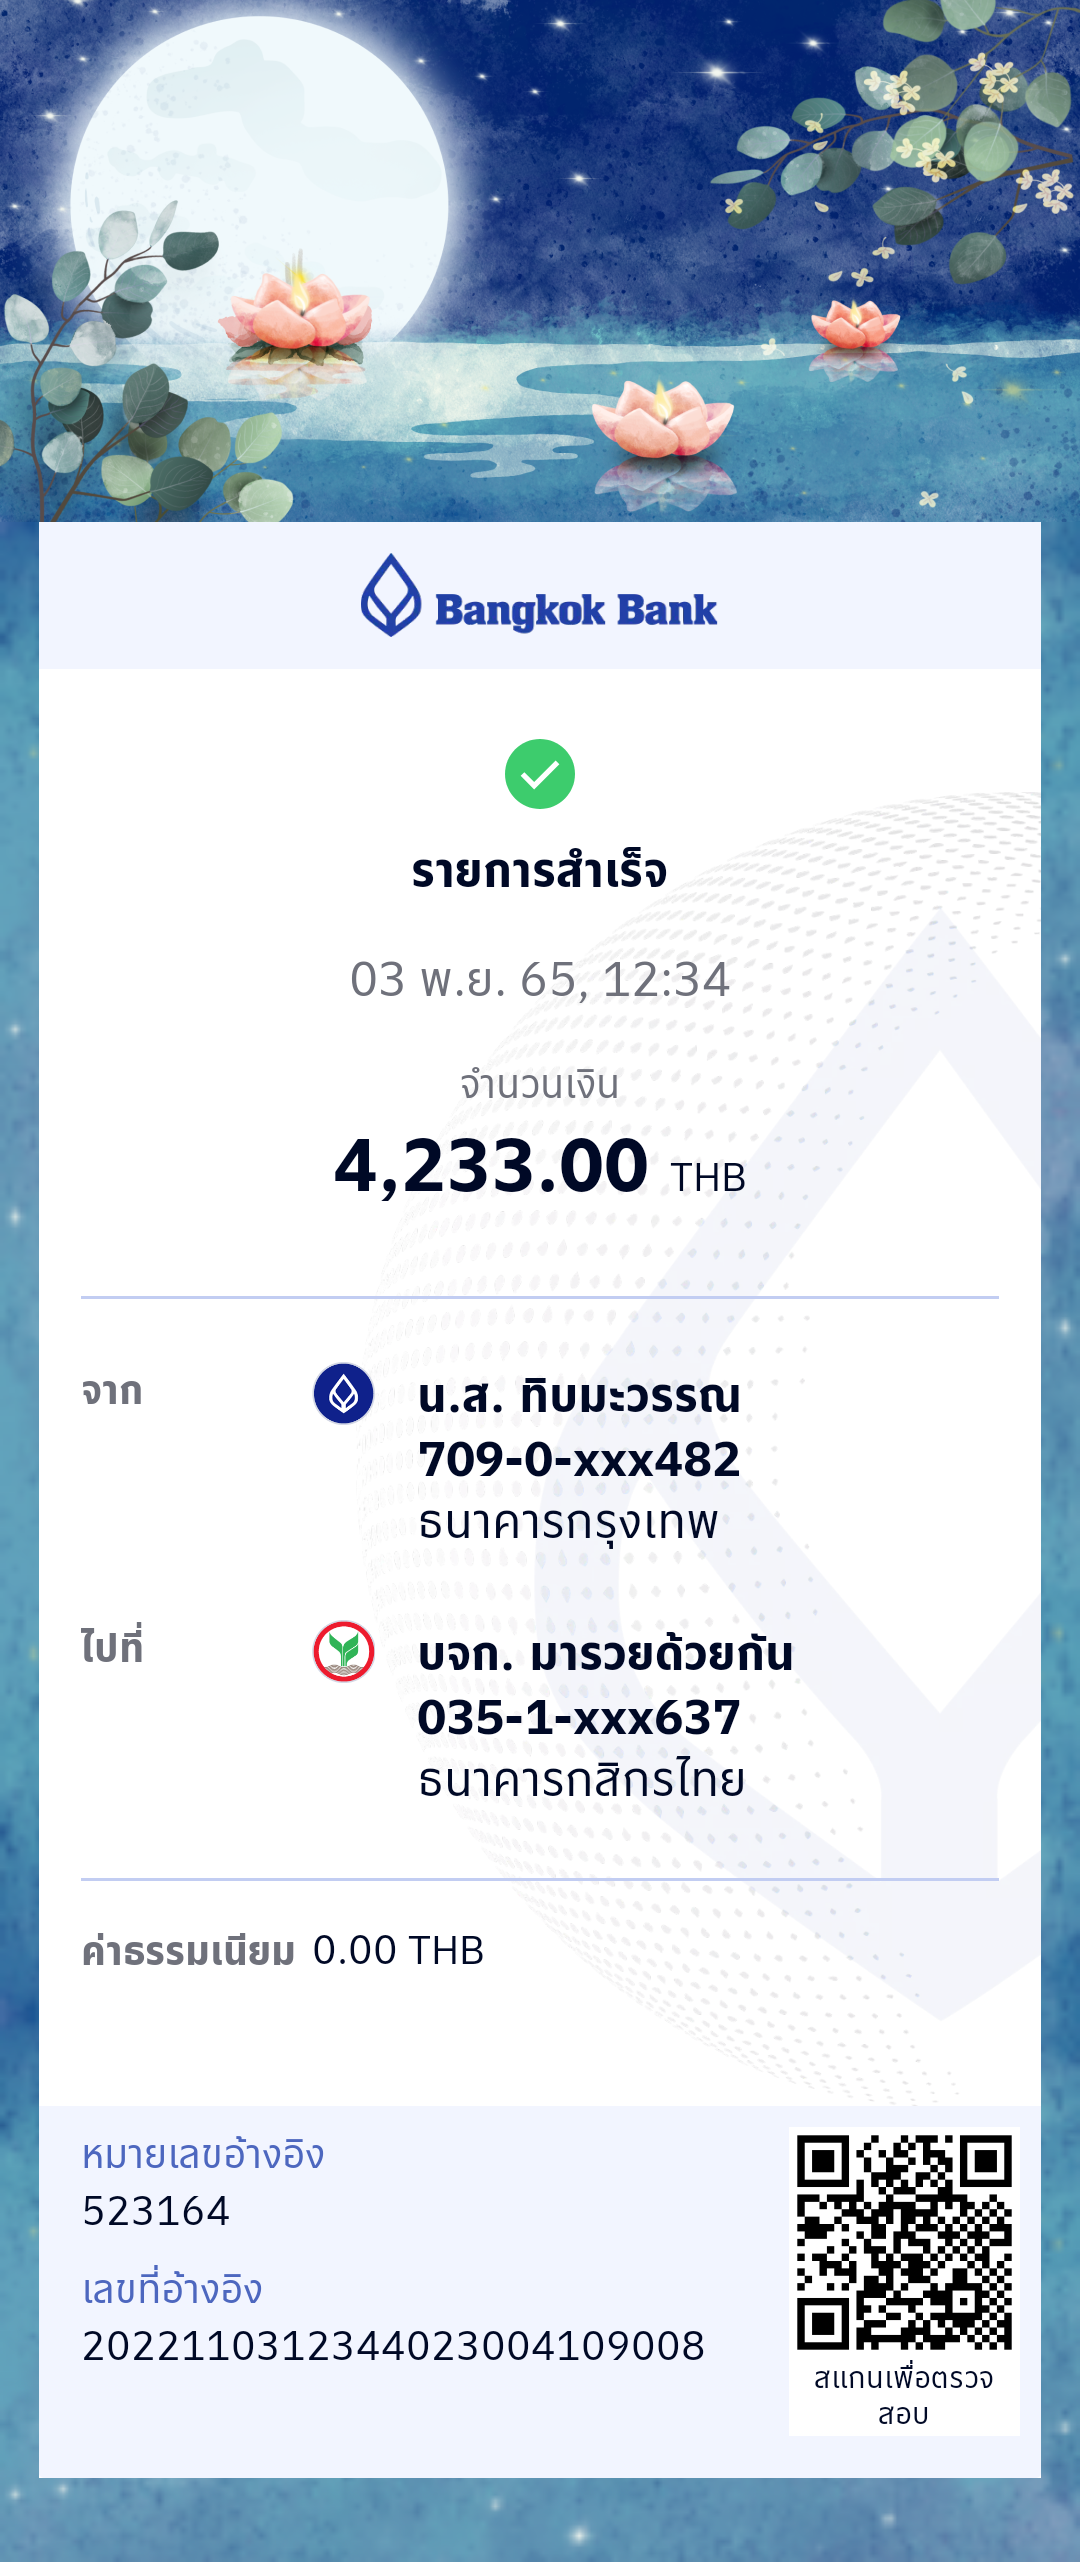 Bangkok Bank
รายการสำเร็จ
03 พ.ย. 65, 12:34
จำนวนเงิน
4,233.00 THB
จาก
น.ส. ทิบมะวรรณ
709-0-xxx482
ธนาคารกรุงเทพ
ไปที่
บจก. มารวยด้วยกัน
035-1-xxx637
ธนาคารกสิกรไทย
ค่าธรรมเนียม 0.00 THB
หมายเลขอ้างอิง
523164
เลขที่อ้างอิง
2022110312344023004109008
สแกนเพื่อตรวจ
สอบ